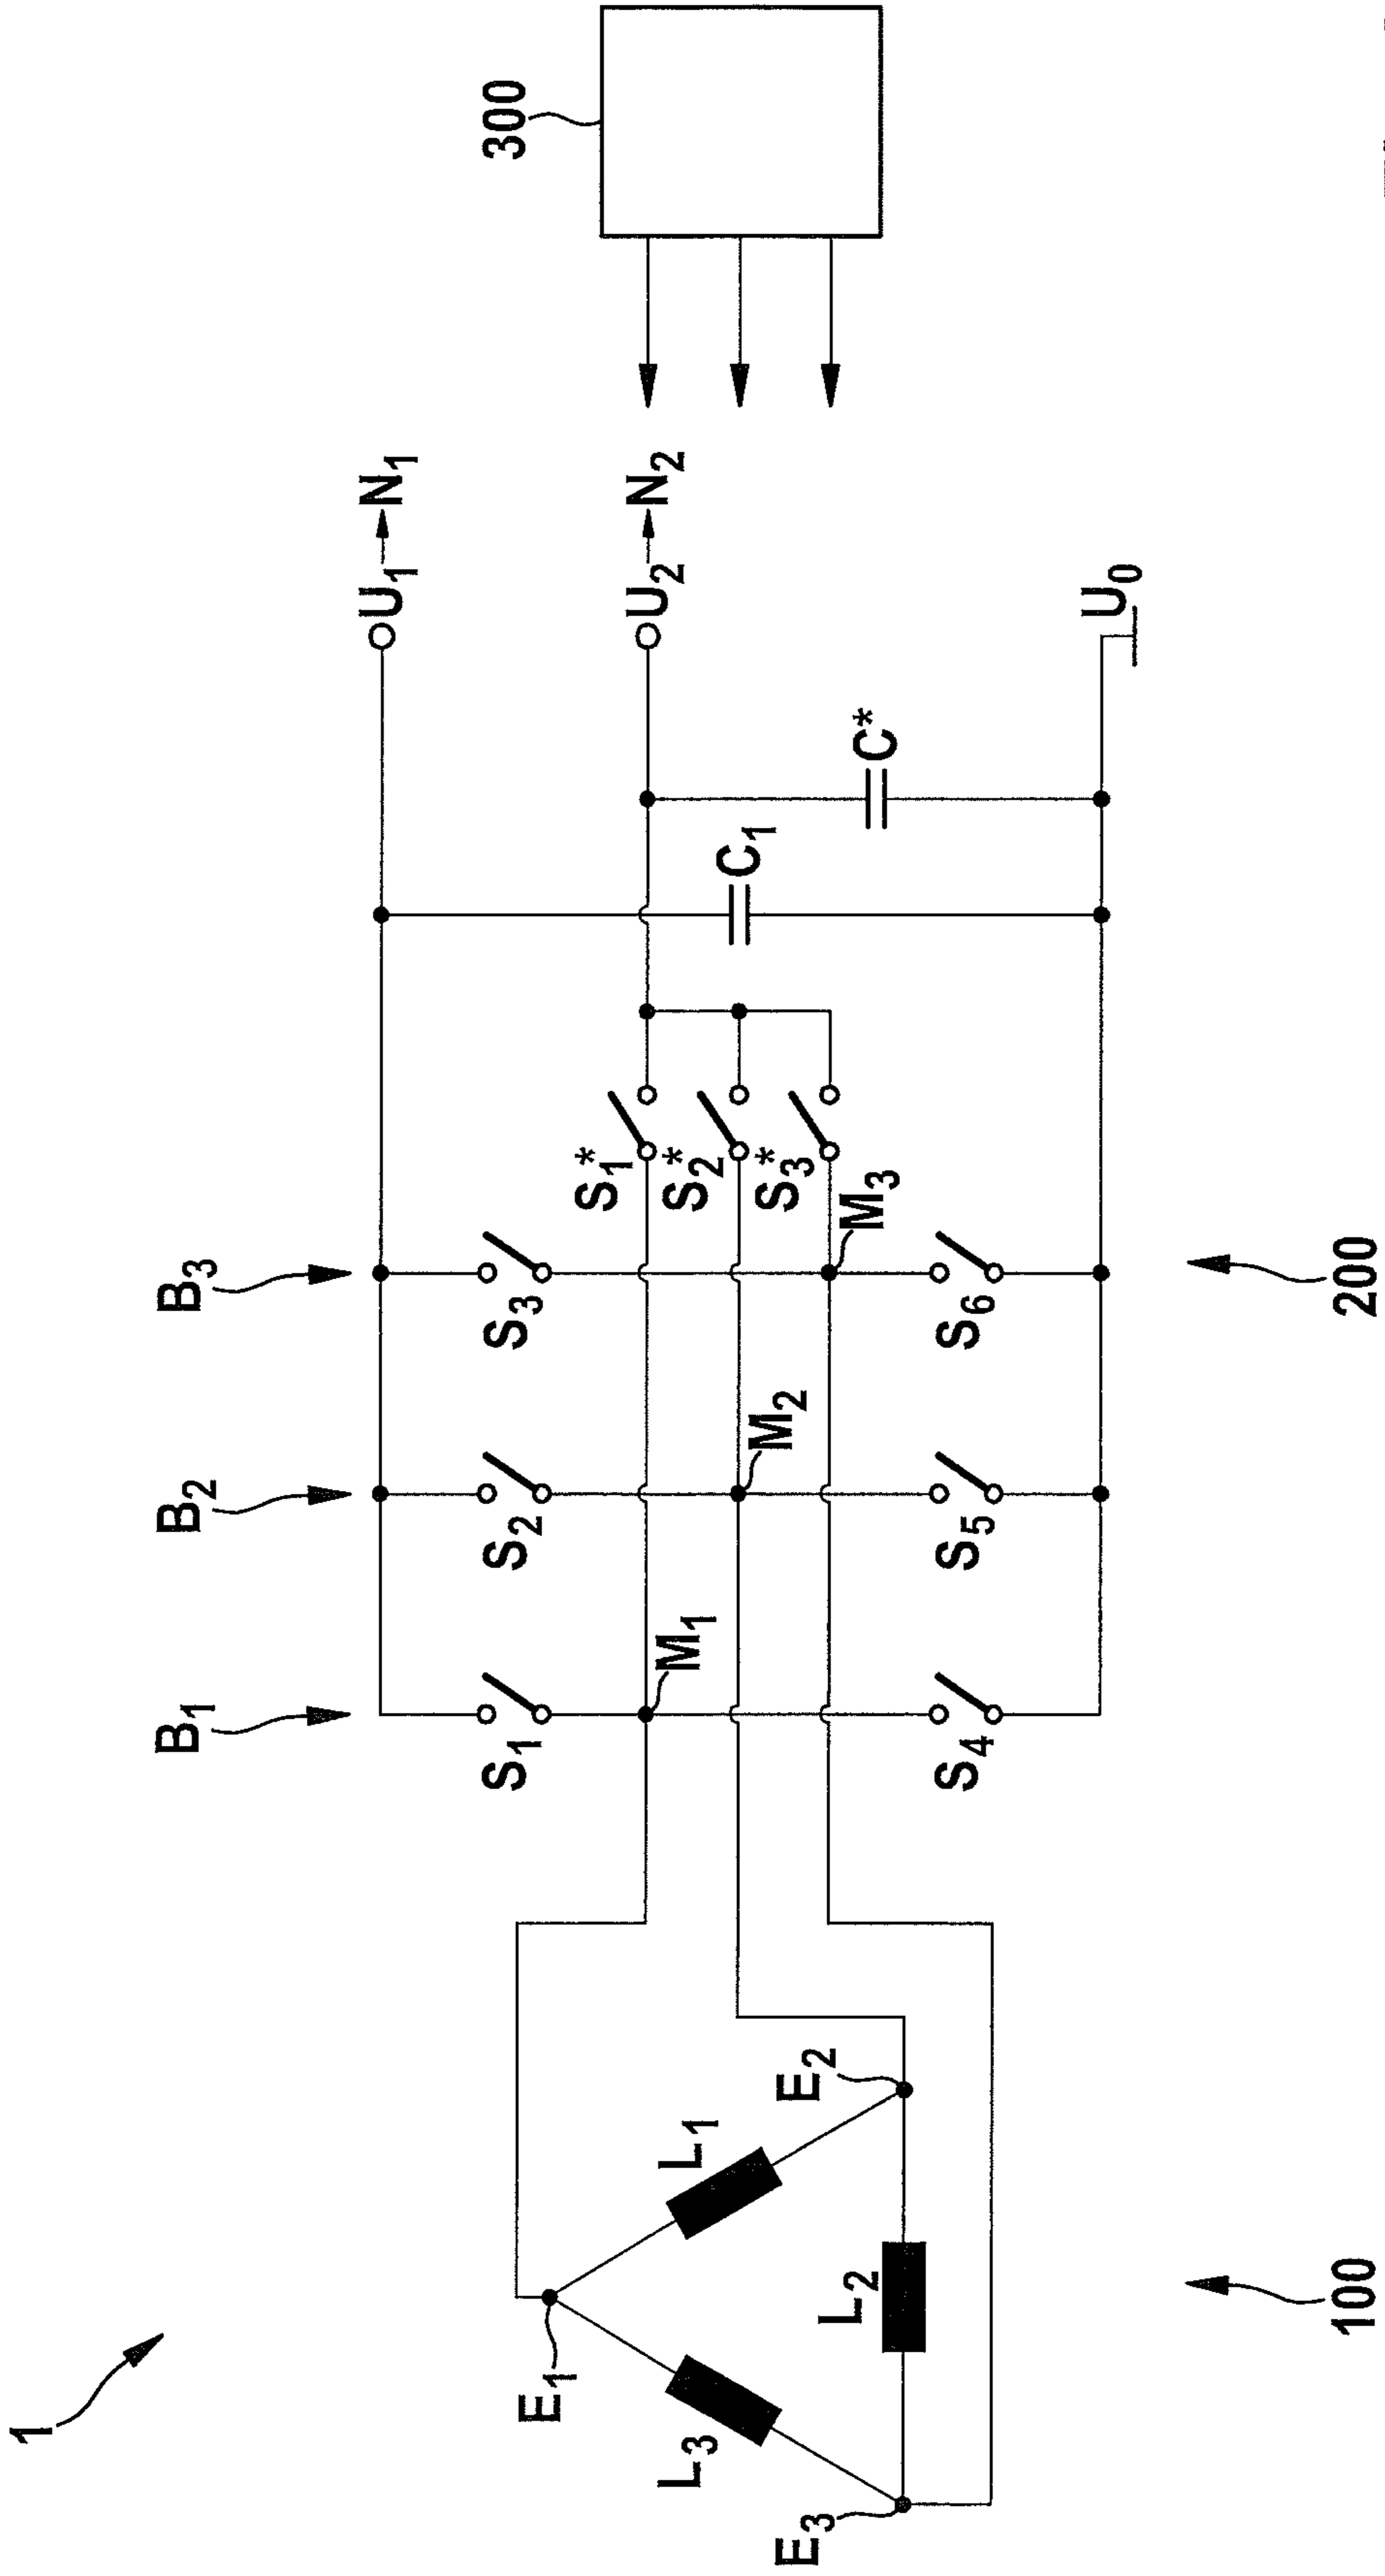 1
B₁
B₂
B₃
300
U₁
N₁
S₁
S₂
S₃
S₁*
S₂*
S₃*
U₂
N₂
M₁
M₂
M₃
C₁
C*
E₁
L₁
L₃
L₂
E₂
E₃
S₄
S₅
S₆
U₀
100
200